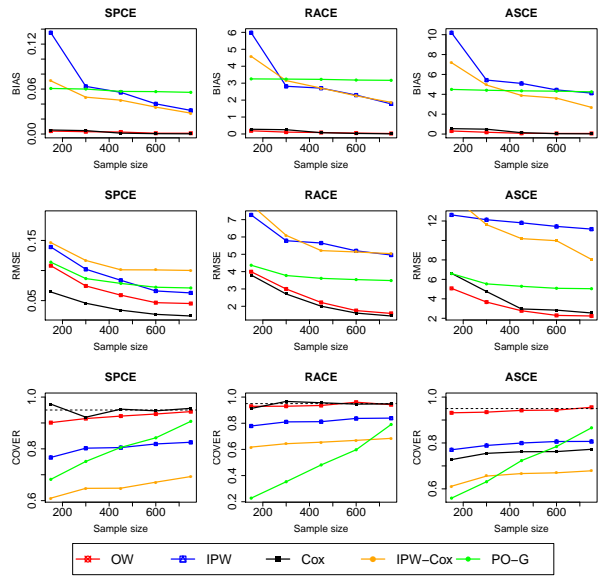 SPCE RACE ASCE
BIAS 0.00 0.06 0.12
BIAS 0 1 2 3 4 5 6
BIAS 0 2 4 6 8 10
200 400 600
200 400 600
200 400 600
Sample size Sample size Sample size
SPCE RACE ASCE
RMSE 0.05 0.15
RMSE 2 3 4 5 6 7
RMSE 2 4 6 8 12
200 400 600
200 400 600
200 400 600
Sample size Sample size Sample size
SPCE RACE ASCE
COVER 0.6 0.8 1.0
COVER 0.2 0.4 0.6 0.8 1.0
COVER 0.6 0.8 1.0
200 400 600
200 400 600
200 400 600
Sample size Sample size Sample size
OW IPW Cox IPW−Cox PO−G